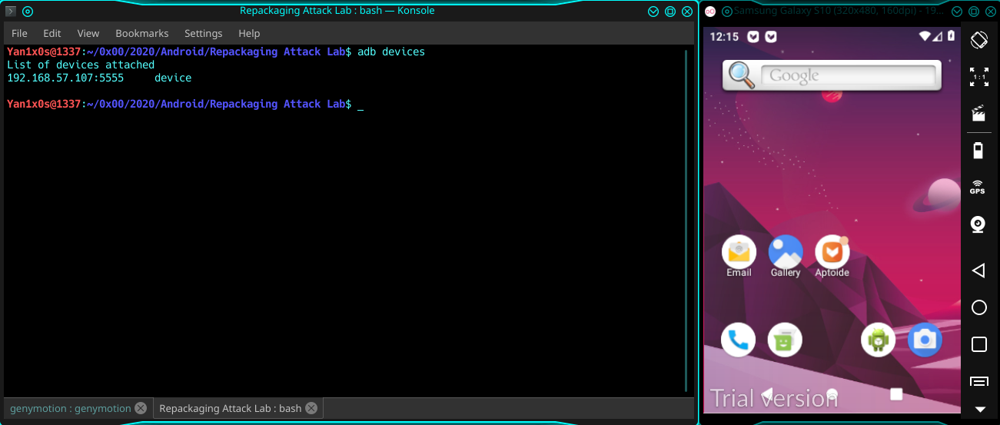 Repackaging Attack Lab : bash — Konsole
File Edit View Bookmarks Settings Help
Yan1x0s@1337:~/0x00/2020/Android/Repackaging Attack Lab$ adb devices
List of devices attached
192.168.57.107:5555 device
Yan1x0s@1337:~/0x00/2020/Android/Repackaging Attack Lab$ _
genymotion : genymotion
Repackaging Attack Lab : bash
Samsung Galaxy S10 (320x480, 160dpi) - 19...
12:15
Google
Email Gallery Aptoide
Trial version
1:1
GPS